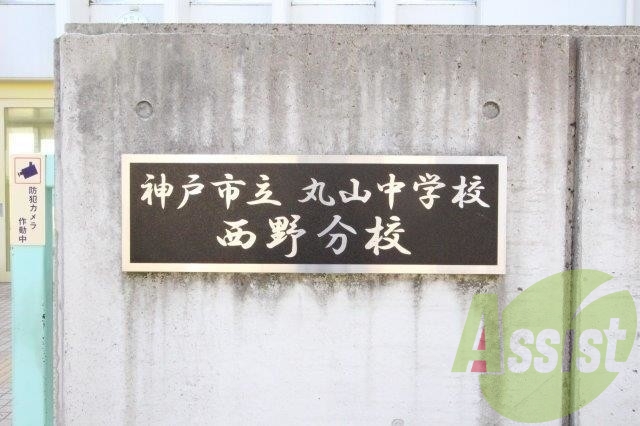 神戸市立 丸山中学校
西野分校
防犯カメラ
作動中
Assist